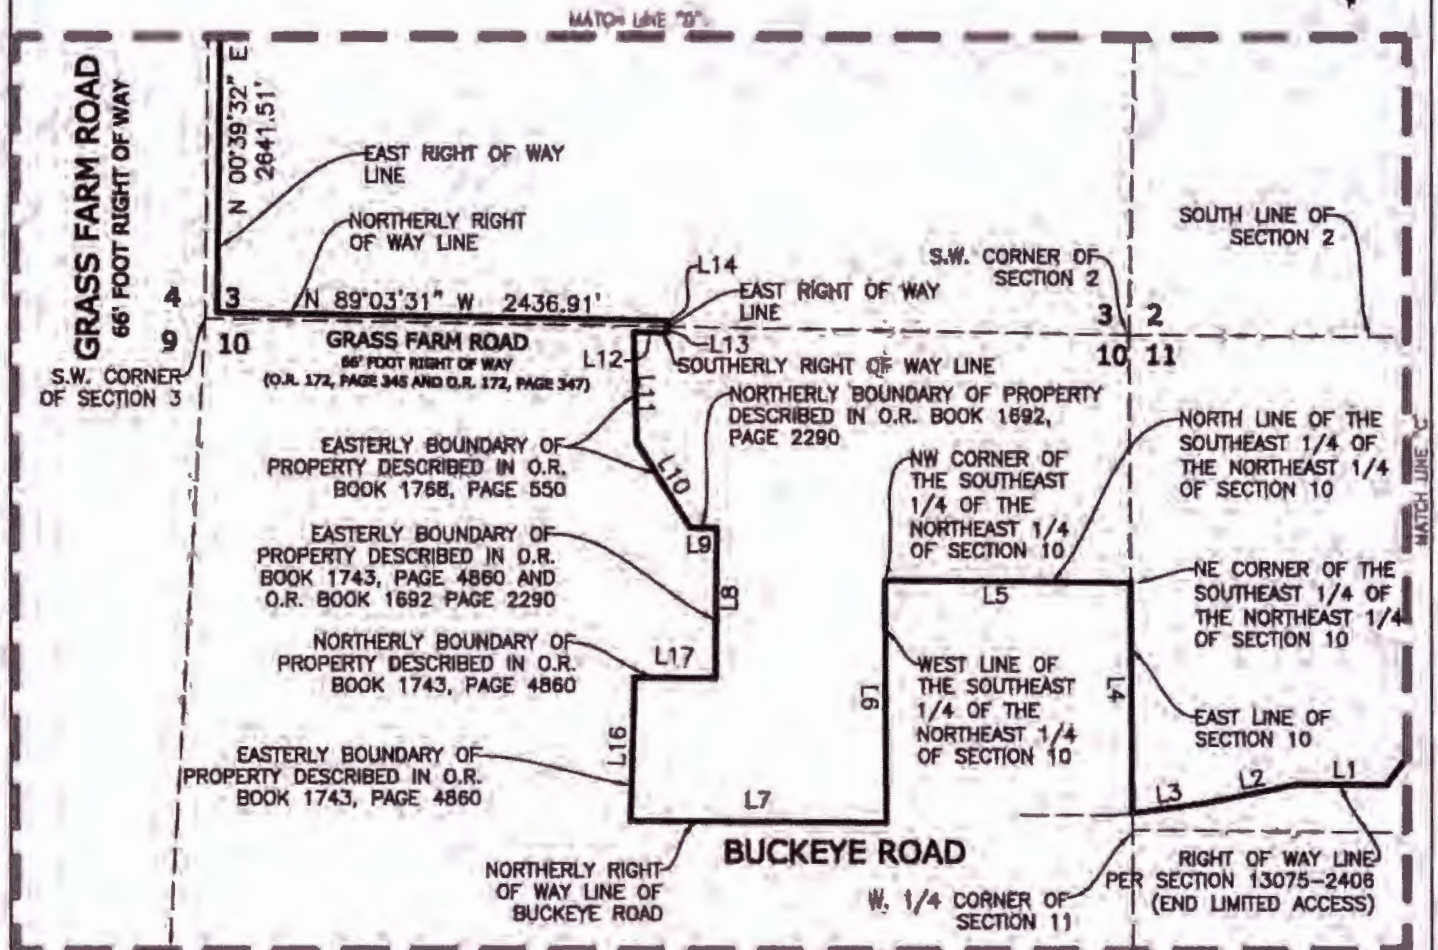 MATCH LINE "D"
GRASS FARM ROAD
66' FOOT RIGHT OF WAY
N 00°39'32" E
2641.51'
EAST RIGHT OF WAY
LINE
NORTHERLY RIGHT
OF WAY LINE
SOUTH LINE OF
SECTION 2
S.W. CORNER OF
SECTION 2
L14
EAST RIGHT OF WAY
LINE
4
3
N 89°03'31" W 2436.91'
3
2
9
10
GRASS FARM ROAD
66' FOOT RIGHT OF WAY
(O.R. 172, PAGE 345 AND O.R. 172, PAGE 347)
L12
L13
SOUTHERLY RIGHT OF WAY LINE
10
11
S.W. CORNER
OF SECTION 3
L11
NORTHERLY BOUNDARY OF PROPERTY
DESCRIBED IN O.R. BOOK 1692,
PAGE 2290
NORTH LINE OF THE
SOUTHEAST 1/4 OF
THE NORTHEAST 1/4
OF SECTION 10
MATCH LINE "C"
EASTERLY BOUNDARY OF
PROPERTY DESCRIBED IN O.R.
BOOK 1768, PAGE 550
L10
NW CORNER OF
THE SOUTHEAST
1/4 OF THE
NORTHEAST 1/4
OF SECTION 10
EASTERLY BOUNDARY OF
PROPERTY DESCRIBED IN O.R.
BOOK 1743, PAGE 4860 AND
O.R. BOOK 1692 PAGE 2290
L9
L8
L5
NE CORNER OF THE
SOUTHEAST 1/4 OF
THE NORTHEAST 1/4
OF SECTION 10
NORTHERLY BOUNDARY OF
PROPERTY DESCRIBED IN O.R.
BOOK 1743, PAGE 4860
L17
L6
WEST LINE OF
THE SOUTHEAST
1/4 OF THE
NORTHEAST 1/4
OF SECTION 10
L4
EAST LINE OF
SECTION 10
EASTERLY BOUNDARY OF
PROPERTY DESCRIBED IN O.R.
BOOK 1743, PAGE 4860
L16
L7
L3
L2
L1
BUCKEYE ROAD
NORTHERLY RIGHT
OF WAY LINE OF
BUCKEYE ROAD
W. 1/4 CORNER OF
SECTION 11
RIGHT OF WAY LINE
PER SECTION 13075-2406
(END LIMITED ACCESS)